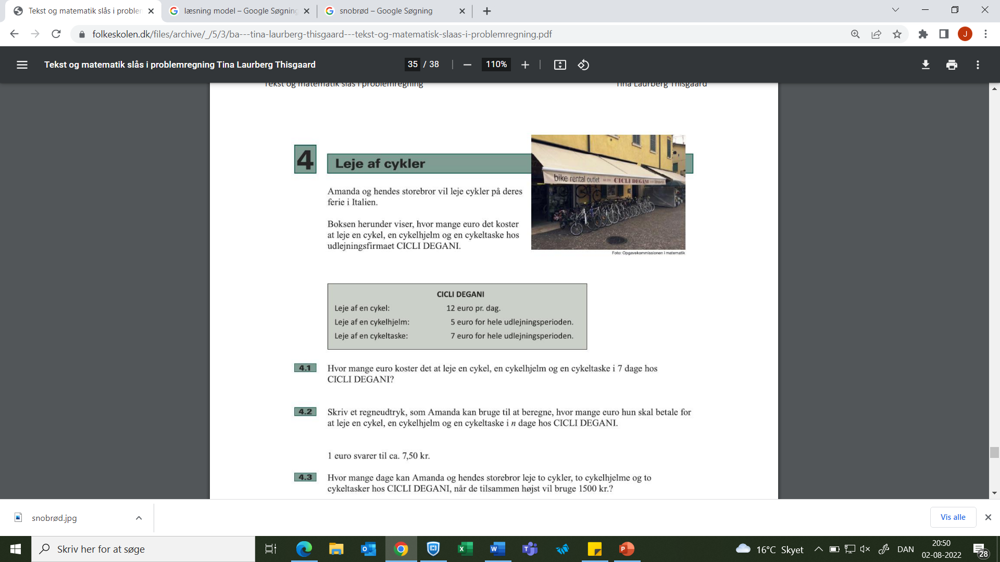 Tekst og matematik slås i problem
læsning model – Google Søgning
snobrød – Google Søgning
folkeskolen.dk/files/archive/_/5/3/ba---tina-laurberg-thisgaard---tekst-og-matematisk-slaas-i-problemregning.pdf
J
Tekst og matematik slås i problemregning Tina Laurberg Thisgaard
35 / 38
110%
Tekst og matematik slås i problemregning
Tina Laurberg Thisgaard
4
Leje af cykler
bike rental outlet CICLI DEGANI
Amanda og hendes storebror vil leje cykler på deres
ferie i Italien.
Boksen herunder viser, hvor mange euro det koster
at leje en cykel, en cykelhjelm og en cykeltaske hos
udlejningsfirmaet CICLI DEGANI.
Foto: Opgavekommissionen i matematik
CICLI DEGANI
Leje af en cykel: 12 euro pr. dag.
Leje af en cykelhjelm: 5 euro for hele udlejningsperioden.
Leje af en cykeltaske: 7 euro for hele udlejningsperioden.
4.1 Hvor mange euro koster det at leje en cykel, en cykelhjelm og en cykeltaske i 7 dage hos
CICLI DEGANI?
4.2 Skriv et regneudtryk, som Amanda kan bruge til at beregne, hvor mange euro hun skal betale for
at leje en cykel, en cykelhjelm og en cykeltaske i n dage hos CICLI DEGANI.
1 euro svarer til ca. 7,50 kr.
4.3 Hvor mange dage kan Amanda og hendes storebror leje to cykler, to cykelhjelme og to
cykeltasker hos CICLI DEGANI, når de tilsammen højst vil bruge 1500 kr.?
snobrød.jpg
Vis alle
Skriv her for at søge
16°C Skyet
DAN
20:50
02-08-2022
28